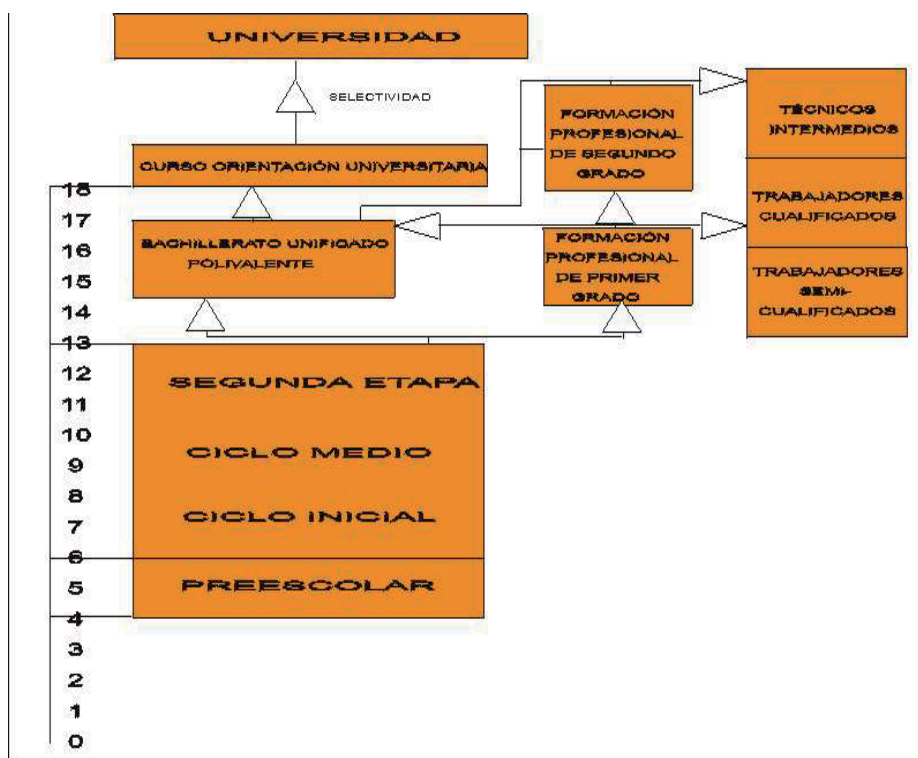 UNIVERSIDAD
SELECTIVIDAD
CURSO ORIENTACIÓN UNIVERSITARIA
FORMACIÓN
PROFESIONAL
DE SEGUNDO
GRADO
TÉCNICOS
INTERMEDIOS
TRABAJADORES
CUALIFICADOS
TRABAJADORES
SEMI-
CUALIFICADOS
BACHILLERATO UNIFICADO
POLIVALENTE
FORMACIÓN
PROFESIONAL
DE PRIMER
GRADO
SEGUNDA ETAPA
CICLO MEDIO
CICLO INICIAL
PREESCOLAR
18
17
16
15
14
13
12
11
10
9
8
7
6
5
4
3
2
1
0